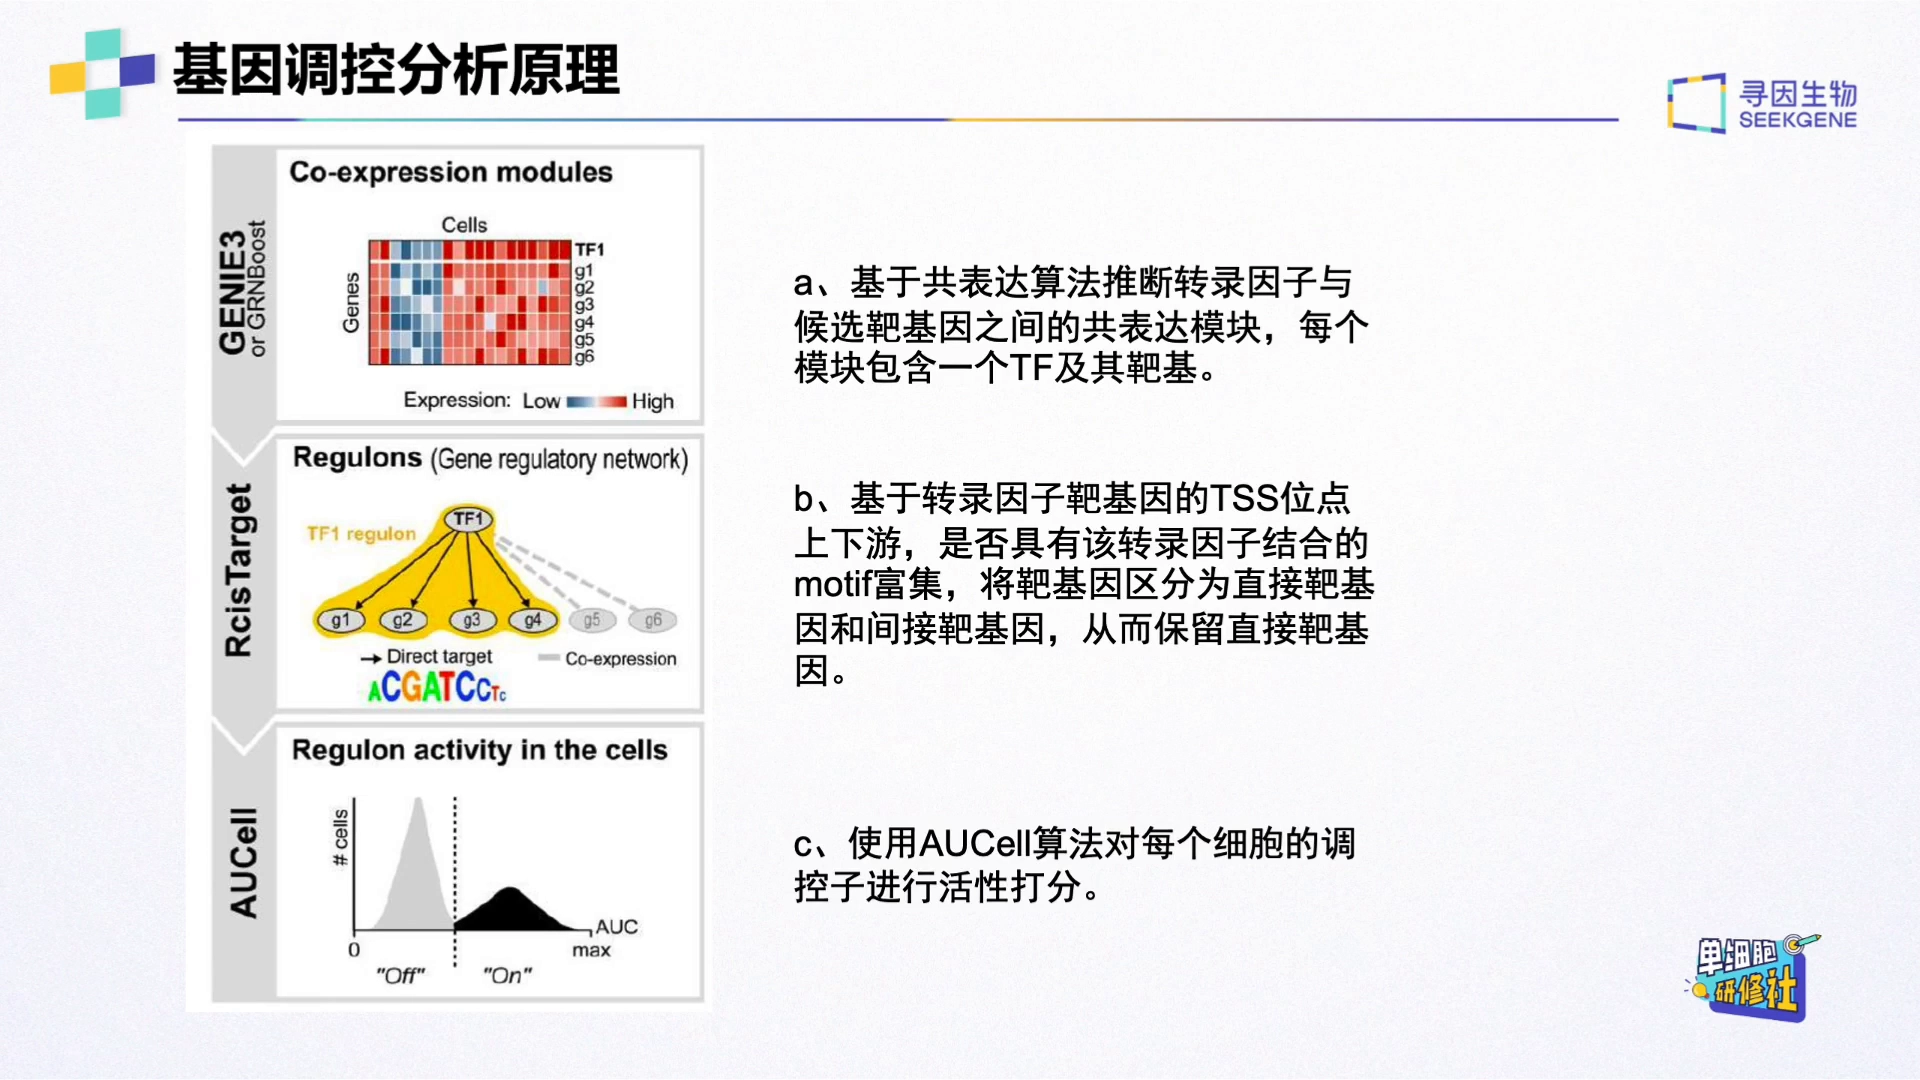 基因调控分析原理
寻因生物
SEEKGENE
GENIE3
or GRNBoost
Co-expression modules
Cells
Genes
TF1
g1
g2
g3
g4
g5
g6
Expression: Low High
a、基于共表达算法推断转录因子与
候选靶基因之间的共表达模块，每个
模块包含一个TF及其靶基。
RcisTarget
Regulons (Gene regulatory network)
TF1 regulon
TF1
g1 g2 g3 g4 g5 g6
Direct target Co-expression
ACGATCCTC
b、基于转录因子靶基因的TSS位点
上下游，是否具有该转录因子结合的
motif富集，将靶基因区分为直接靶基
因和间接靶基因，从而保留直接靶基
因。
AUCell
Regulon activity in the cells
# cells
AUC
0 max
"Off" "On"
c、使用AUCell算法对每个细胞的调
控子进行活性打分。
单细胞
研修社